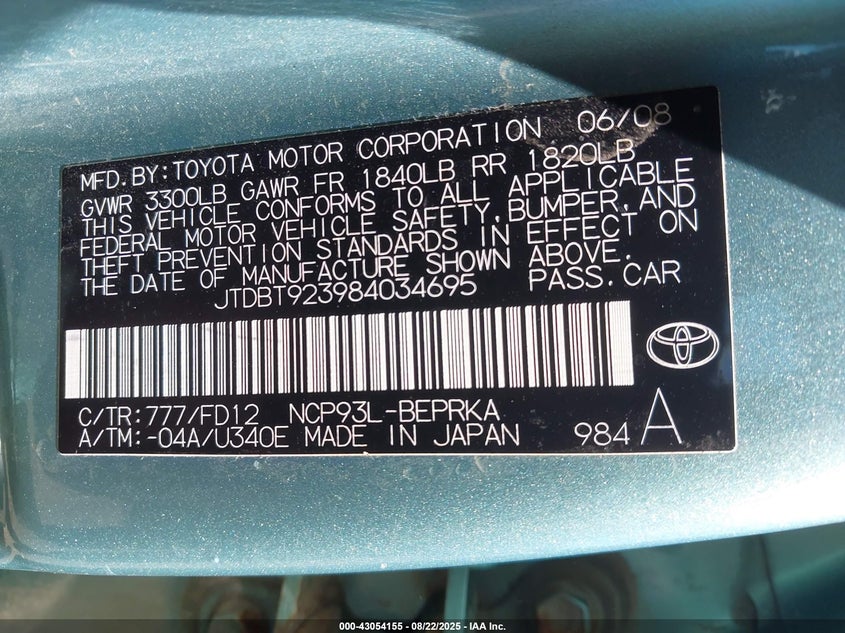 MFD.BY:TOYOTA MOTOR CORPORATION 06/08
GVWR 3300LB GAWR FR 1840LB RR 1820LB
THIS VEHICLE CONFORMS TO ALL APPLICABLE
FEDERAL MOTOR VEHICLE SAFETY,BUMPER,AND
THEFT PREVENTION STANDARDS IN EFFECT ON
THE DATE OF MANUFACTURE SHOWN ABOVE.
JTDBT923984034695 PASS.CAR
C/TR:777/FD12 NCP93L-BEPRKA
A/TM:-04A/U340E MADE IN JAPAN 984 A
000-43054155 - 08/22/2025 - IAA Inc.